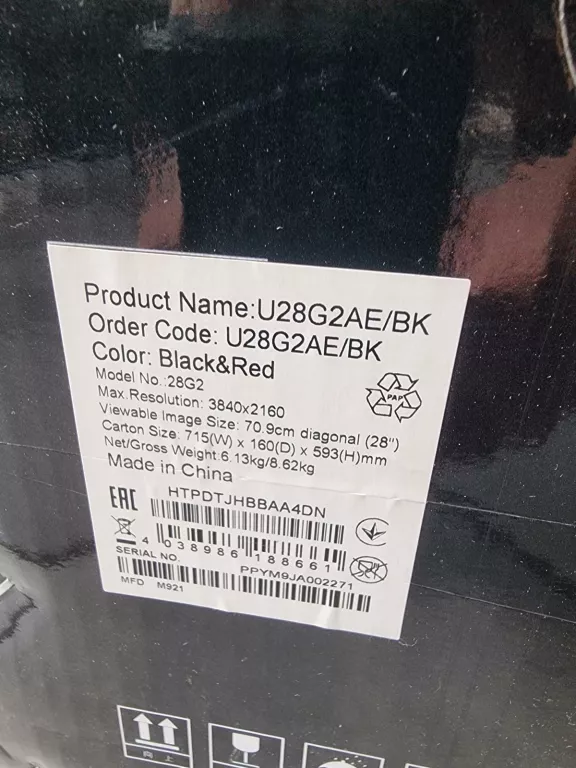 Product Name:U28G2AE/BK
Order Code: U28G2AE/BK
Color: Black&Red
Model No.:28G2
Max.Resolution: 3840x2160
Viewable Image Size: 70.9cm diagonal (28")
Carton Size: 715(W) x 160(D) x 593(H)mm
Net/Gross Weight:6.13kg/8.62kg
Made in China
PAP
EAC
HTPDTJHBBAA4DN
4 038986 188661
SERIAL NO.
PPYM9JA002271
MFD M921
向上